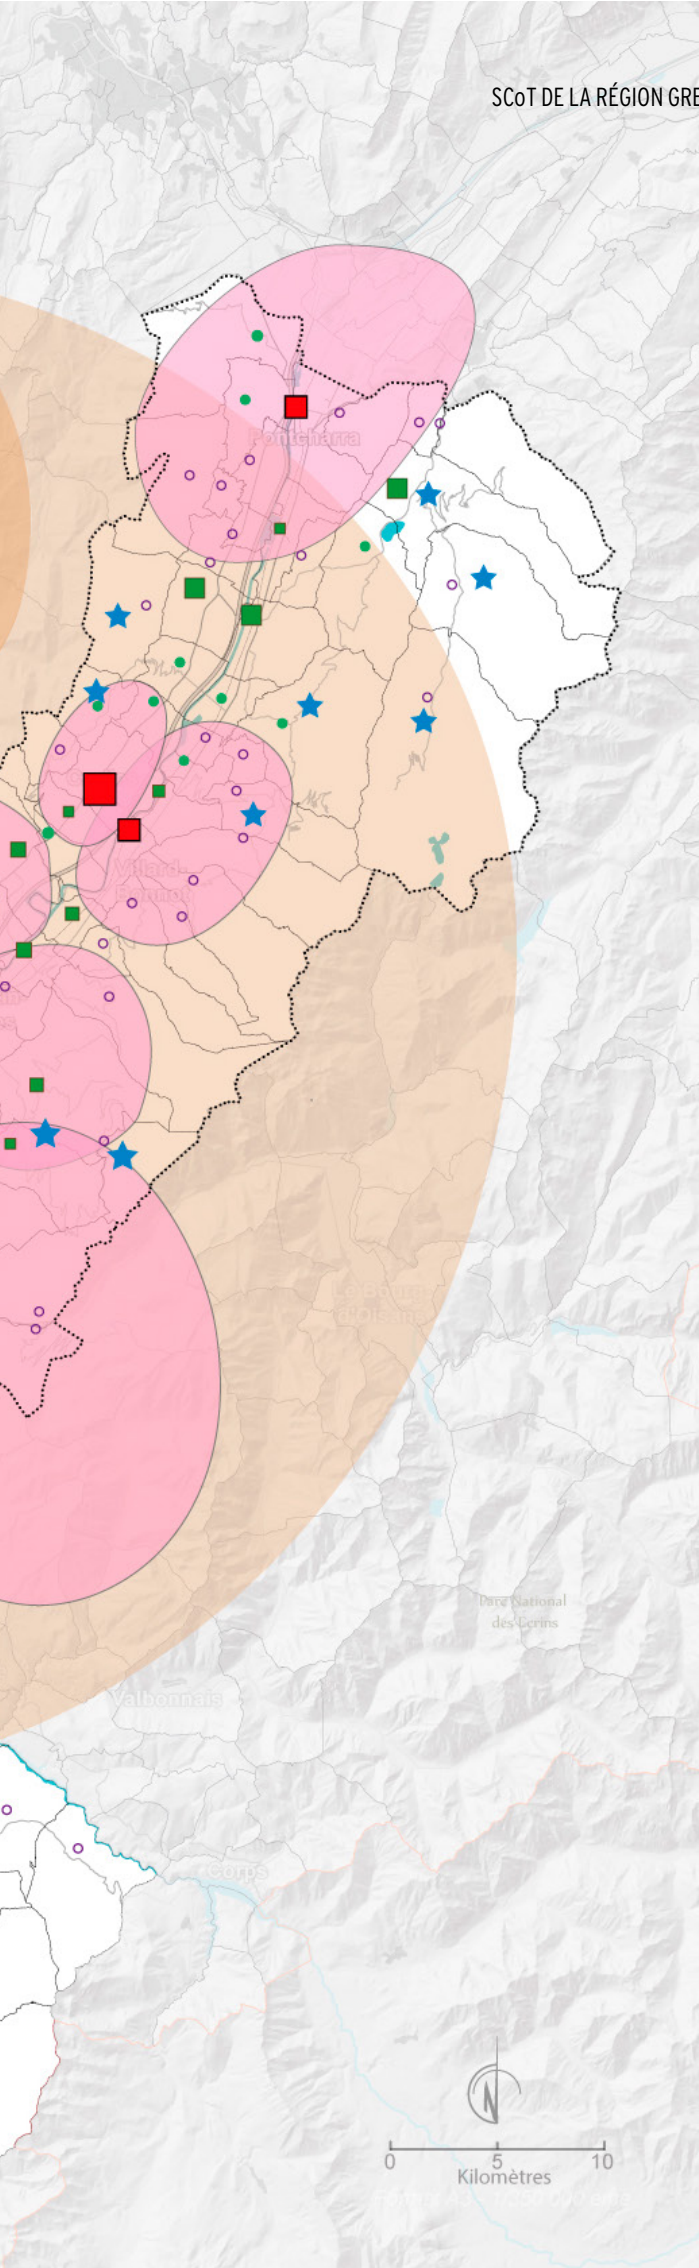 SCoT DE LA RÉGION GRE
Pontcharra
Villard-
Bonnot
Le Bourg-
d'Oisans
Parc National
des Ecrins
Valbonnais
Corps
0 5 10
Kilomètres